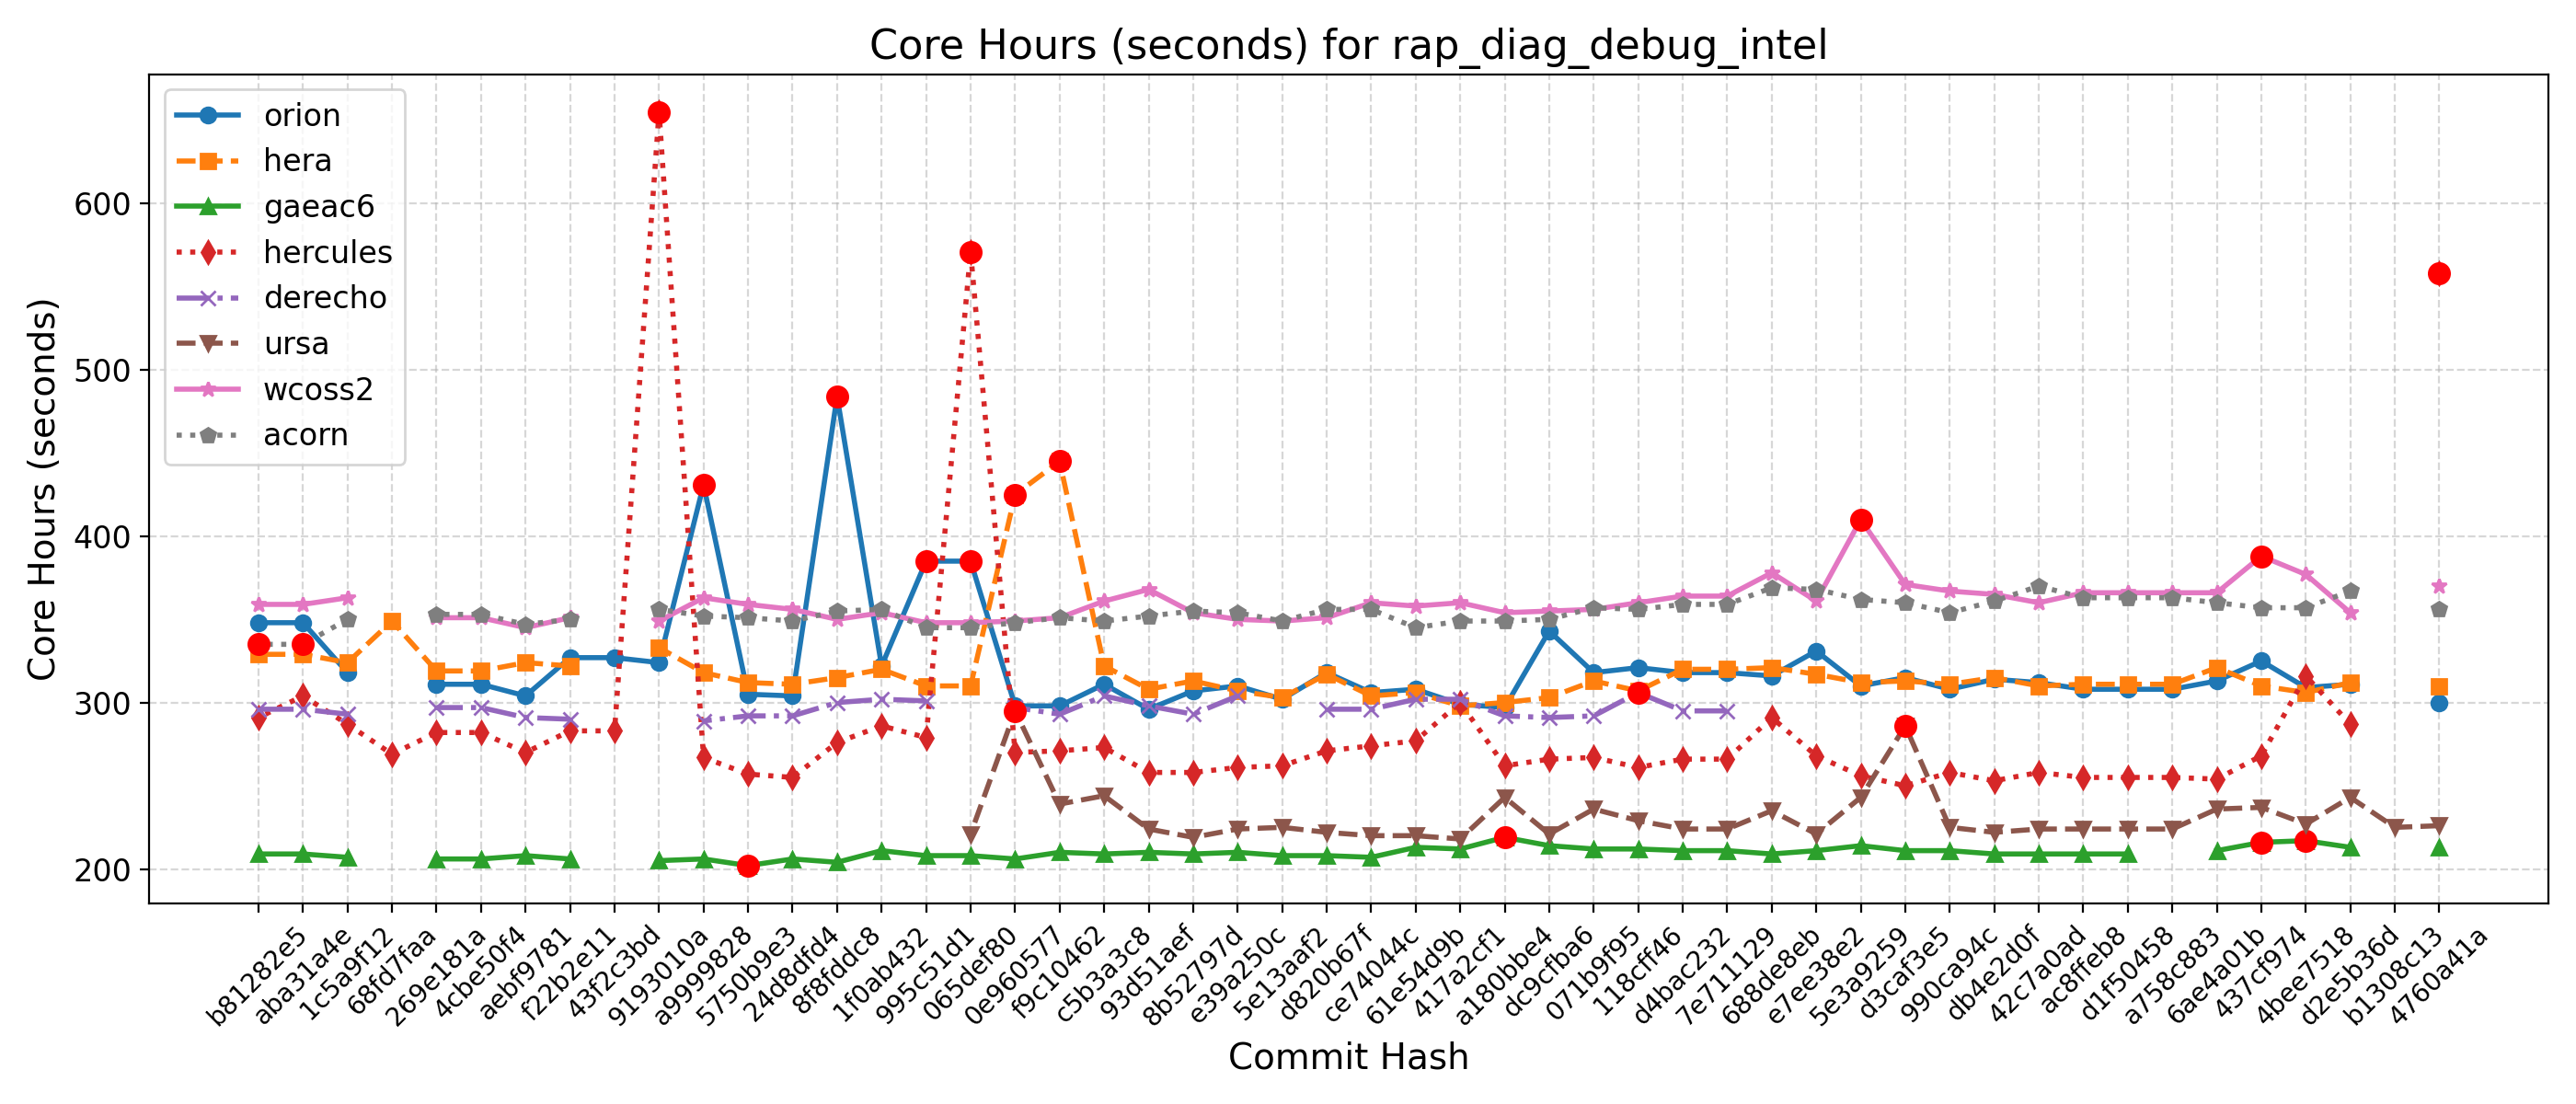 Core Hours (seconds) for rap_diag_debug_intel
Core Hours (seconds)
600
500
400
300
200
orion
hera
gaeac6
hercules
derecho
ursa
wcoss2
acorn
b81282e5
aba31a4e
1c5a9f12
68fd7faa
269e181a
4cbe50f4
aebf9781
f22b2e11
43f2c3bd
9193010a
a9999828
5750b9e3
24d8dfd4
8f8fddc8
1f0ab432
995c51d1
065def80
0e960577
f9c10462
c5b3a3c8
93d51aef
8b52797d
e39a250c
5e13aaf2
d820b67f
ce74044c
61e54d9b
417a2cf1
a180bbe4
dc9cfba6
071b9f95
118cff46
d4bac232
7e711129
688de8eb
e7ee38e2
5e3a9259
d3caf3e5
990ca94c
db4e2d0f
42c7a0ad
ac8ffeb8
d1f50458
a758c883
6ae4a01b
437cf974
4bee7518
d2e5b36d
b1308c13
4760a41a
Commit Hash